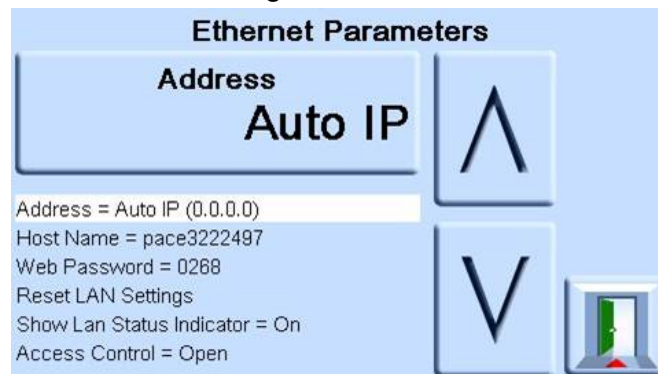 Ethernet Parameters
Address
Auto IP
Address = Auto IP (0.0.0.0)
Host Name = pace3222497
Web Password = 0268
Reset LAN Settings
Show Lan Status Indicator = On
Access Control = Open